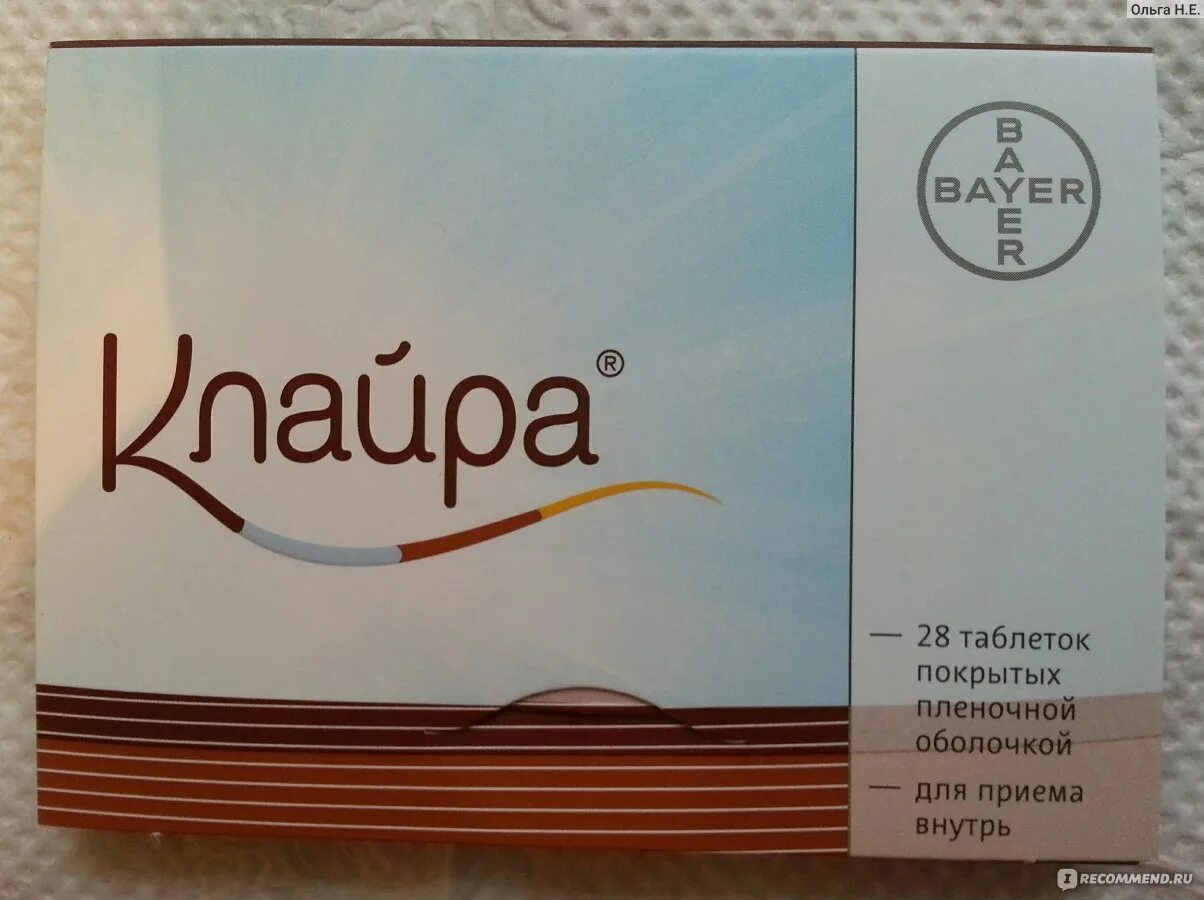 Ольга Н.Е.
BAYER
BAYER
Клайра®
— 28 таблеток
покрытых
пленочной
оболочкой
— для приема
внутрь
I RECOMMEND.RU